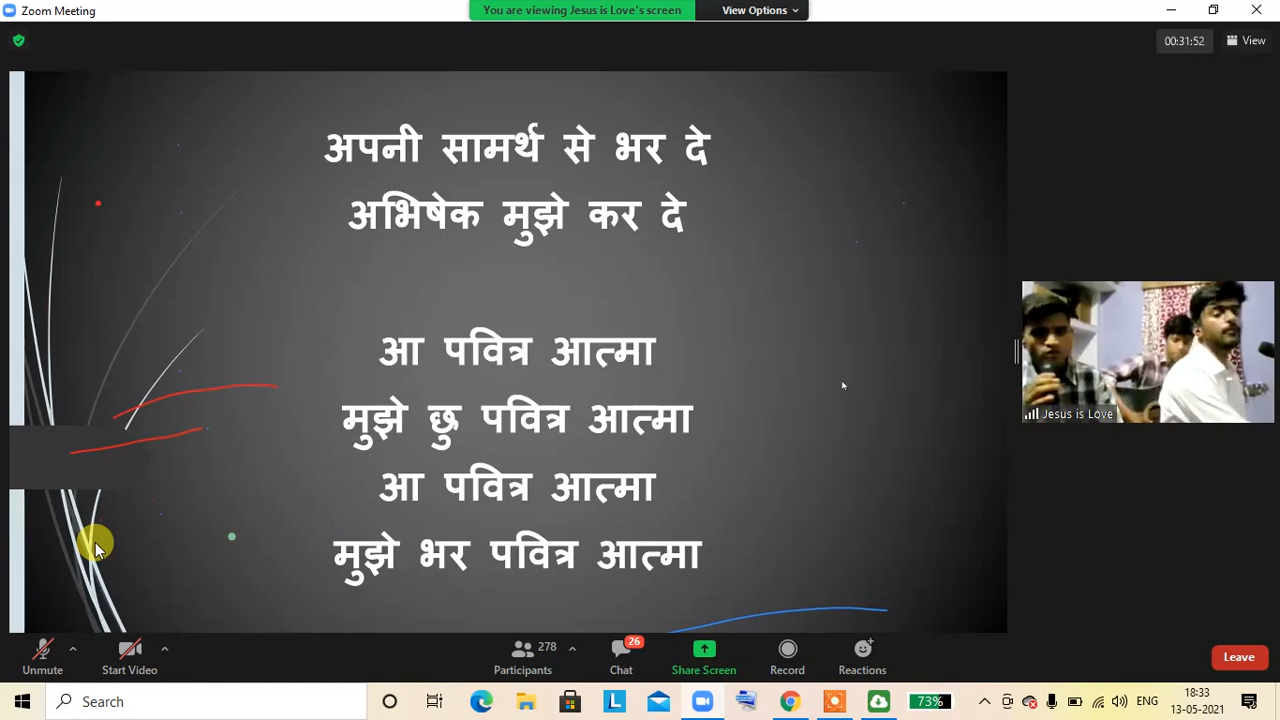 Zoom Meeting
You are viewing Jesus is Love's screen
View Options
00:31:52
View
अपनी सामर्थ से भर दे
अभिषेक मुझे कर दे
आ पवित्र आत्मा
मुझे छु पवित्र आत्मा
आ पवित्र आत्मा
मुझे भर पवित्र आत्मा
Jesus is Love
Unmute
Start Video
278
Participants
26
Chat
Share Screen
Record
Reactions
Leave
Search
L
73%
ENG
18:33
13-05-2021